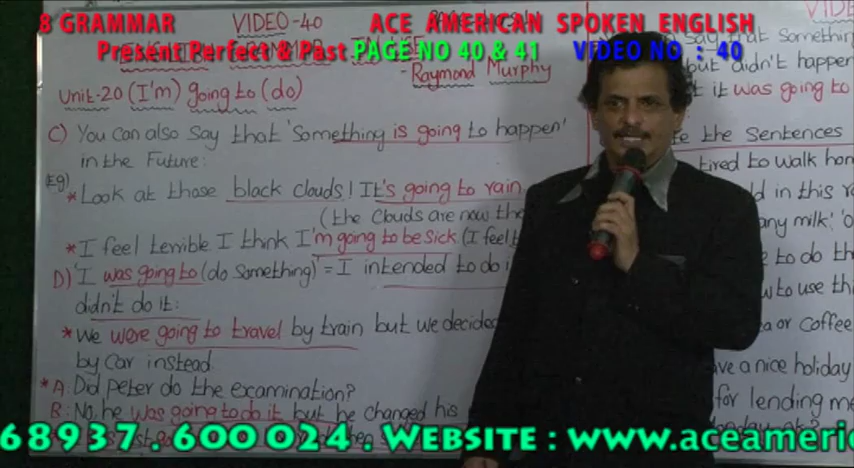 8 GRAMMAR ACE AMERICAN SPOKEN ENGLISH
Present Perfect & Past PAGE NO 40 & 41 VIDEO NO : 40
VIDEO-40
- Raymond Murphy
Unit-20 (I'm) going to (do)
C) You can also say that 'Something is going to happen'
in the Future:
(Eg)
* Look at those black clouds! It's going to rain
(the clouds are now the
* I feel terrible I think I'm going to be sick (I feel t
D) 'I was going to (do something)' = I intended to do i
didn't do it:
* We were going to travel by train but we decided
by car instead
* A: Did peter do the examination?
B: No, he was going to do it but he changed his
say that Somethin
but didn't happen
it was going to
the sentences
tired to walk hom
in this
any milk'
to do th
to use thi
or coffee
ave a nice holiday
for lending me
68937 . 600 024 . WEBSITE : www.aceameric